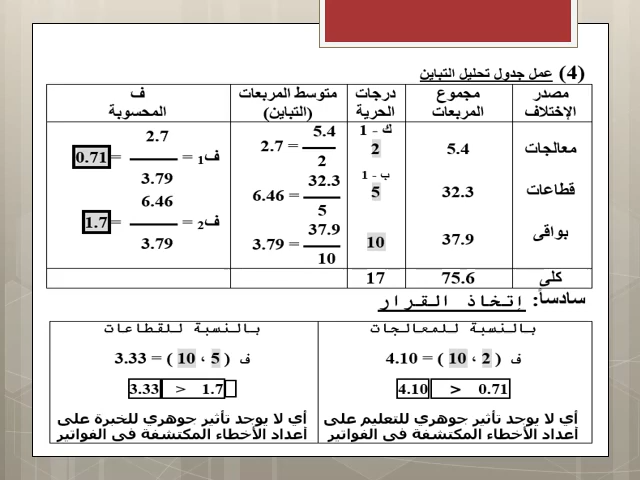 (4) عمل جدول تحليل التباين
مصدر الإختلاف | مجموع المربعات | درجات الحرية | متوسط المربعات (التباين) | ف المحسوبة
معالجات | 5.4 | ك - 1 2 | 5.4 / 2 = 2.7 | ف1 = 2.7 / 3.79 = 0.71
قطاعات | 32.3 | ب - 1 5 | 32.3 / 5 = 6.46 | ف2 = 6.46 / 3.79 = 1.7
بواقى | 37.9 | 10 | 37.9 / 10 = 3.79
كلى | 75.6 | 17
سادساً: إتخاذ القرار
بالنسبة للمعالجات
ف (2 ، 10) = 4.10
0.71 > 4.10
أي لا يوجد تأثير جوهري للتعليم على
أعداد الأخطاء المكتشفة في الفواتير
بالنسبة للقطاعات
ف (5 ، 10) = 3.33
1.7 > 3.33
أي لا يوجد تأثير جوهري للخبرة على
أعداد الأخطاء المكتشفة في الفواتير